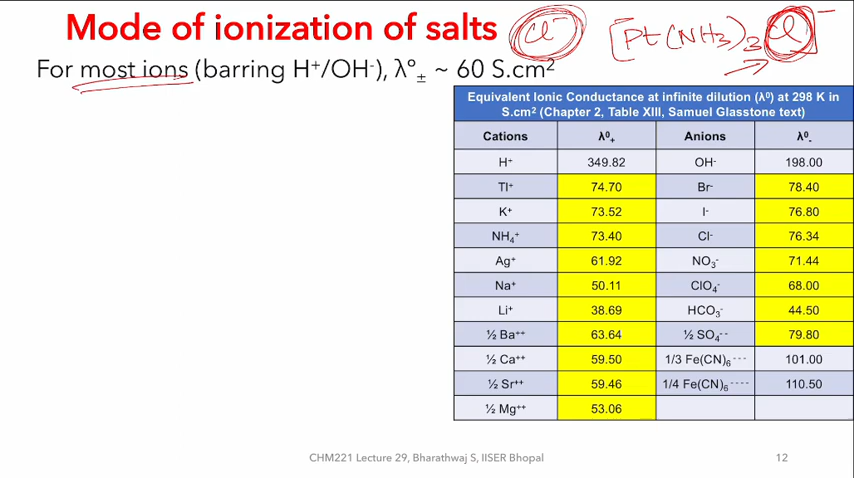 Mode of ionization of salts
Cl⁻ [Pt(NH3)3Cl]⁻
For most ions (barring H⁺/OH⁻), λ°± ~ 60 S.cm²
Equivalent Ionic Conductance at infinite dilution (λ⁰) at 298 K in
S.cm² (Chapter 2, Table XIII, Samuel Glasstone text)
Cations λ⁰₊ Anions λ⁰₋
H⁺ 349.82 OH⁻ 198.00
Tl⁺ 74.70 Br⁻ 78.40
K⁺ 73.52 I⁻ 76.80
NH₄⁺ 73.40 Cl⁻ 76.34
Ag⁺ 61.92 NO₃⁻ 71.44
Na⁺ 50.11 ClO₄⁻ 68.00
Li⁺ 38.69 HCO₃⁻ 44.50
½ Ba⁺⁺ 63.64 ½ SO₄⁻⁻ 79.80
½ Ca⁺⁺ 59.50 1/3 Fe(CN)₆⁻⁻⁻ 101.00
½ Sr⁺⁺ 59.46 1/4 Fe(CN)₆⁻⁻⁻⁻ 110.50
½ Mg⁺⁺ 53.06
CHM221 Lecture 29, Bharathwaj S, IISER Bhopal 12